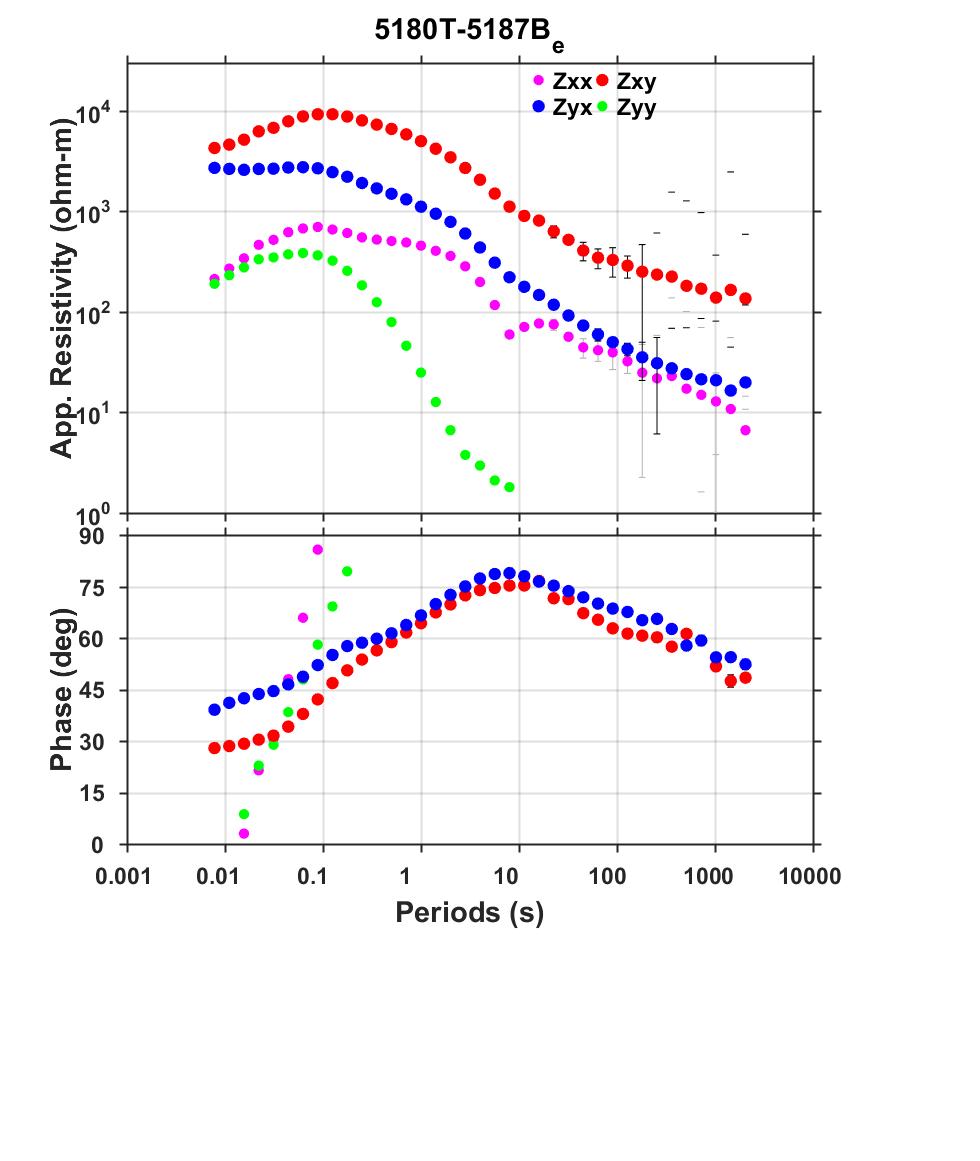 5180T-5187Be
Zxx Zxy
Zyx Zyy
App. Resistivity (ohm-m)
10^4
10^3
10^2
10^1
10^0
Phase (deg)
90
75
60
45
30
15
0
0.001 0.01 0.1 1 10 100 1000 10000
Periods (s)